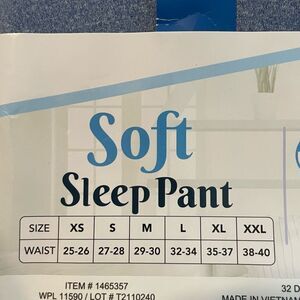 Soft
Sleep Pant
SIZE XS S M L XL XXL
WAIST 25-26 27-28 29-30 32-34 35-37 38-40
ITEM # 1465357
WPL 11590 / LOT # T2110240
32 D
MADE IN VIETNAM